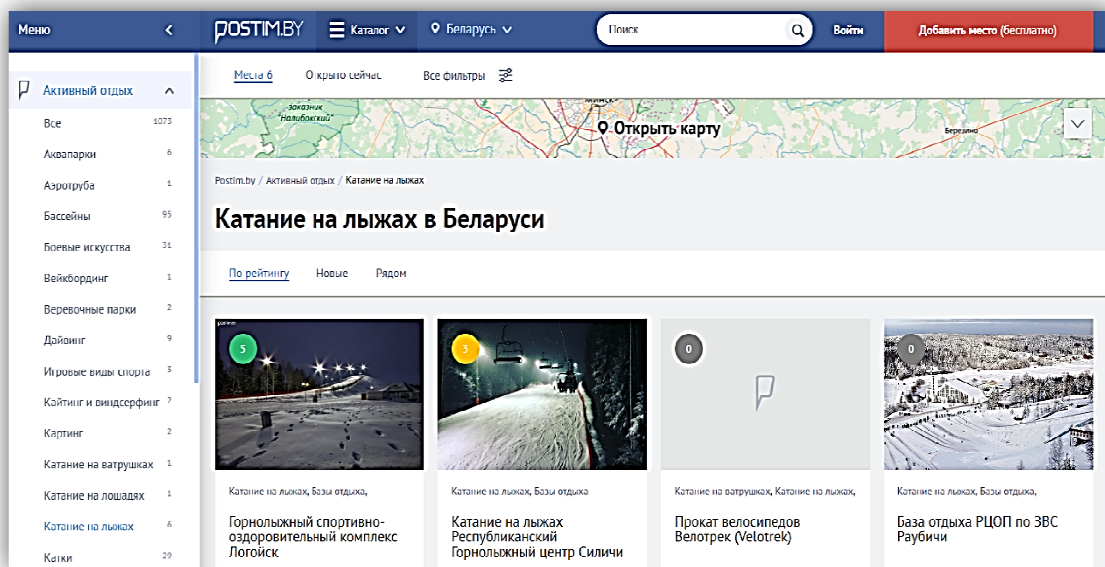 Меню
POSTIM.BY
Каталог
Беларусь
Поиск
Войти
Добавить место (бесплатно)
Активный отдых
Все 1073
Аквапарки 6
Аэротруба 1
Бассейны 95
Боевые искусства 31
Вейкбординг 1
Веревочные парки 2
Дайвинг 9
Игровые виды спорта 3
Кайтинг и виндсерфинг 7
Картинг 2
Катание на ватрушках 1
Катание на лошадях 1
Катание на лыжах 6
Катки 29
Места 6
Открыто сейчас
Все фильтры
заказник
Налибокский"
МИНСК
Открыть карту
Березино
Postim.by / Активный отдых / Катание на лыжах
Катание на лыжах в Беларуси
По рейтингу
Новые
Рядом
5
Катание на лыжах, Базы отдыха,
Горнолыжный спортивно-
оздоровительный комплекс
Логойск
3
Катание на лыжах, Базы отдыха
Катание на лыжах
Республиканский
Горнолыжный центр Силичи
0
Катание на ватрушках, Катание на лыжах,
Прокат велосипедов
Велотрек (Velotrek)
0
Катание на лыжах, Базы отдыха,
База отдыха РЦОП по ЗВС
Раубичи